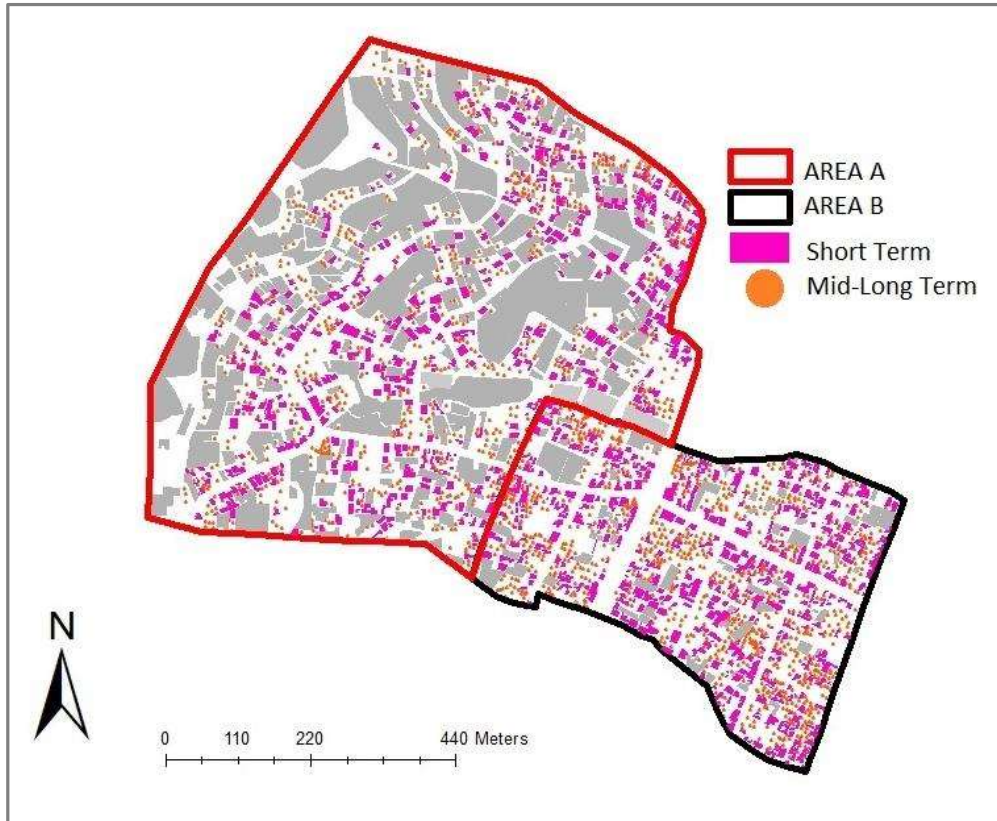 AREA A
AREA B
Short Term
Mid-Long Term
N
0 110 220 440 Meters